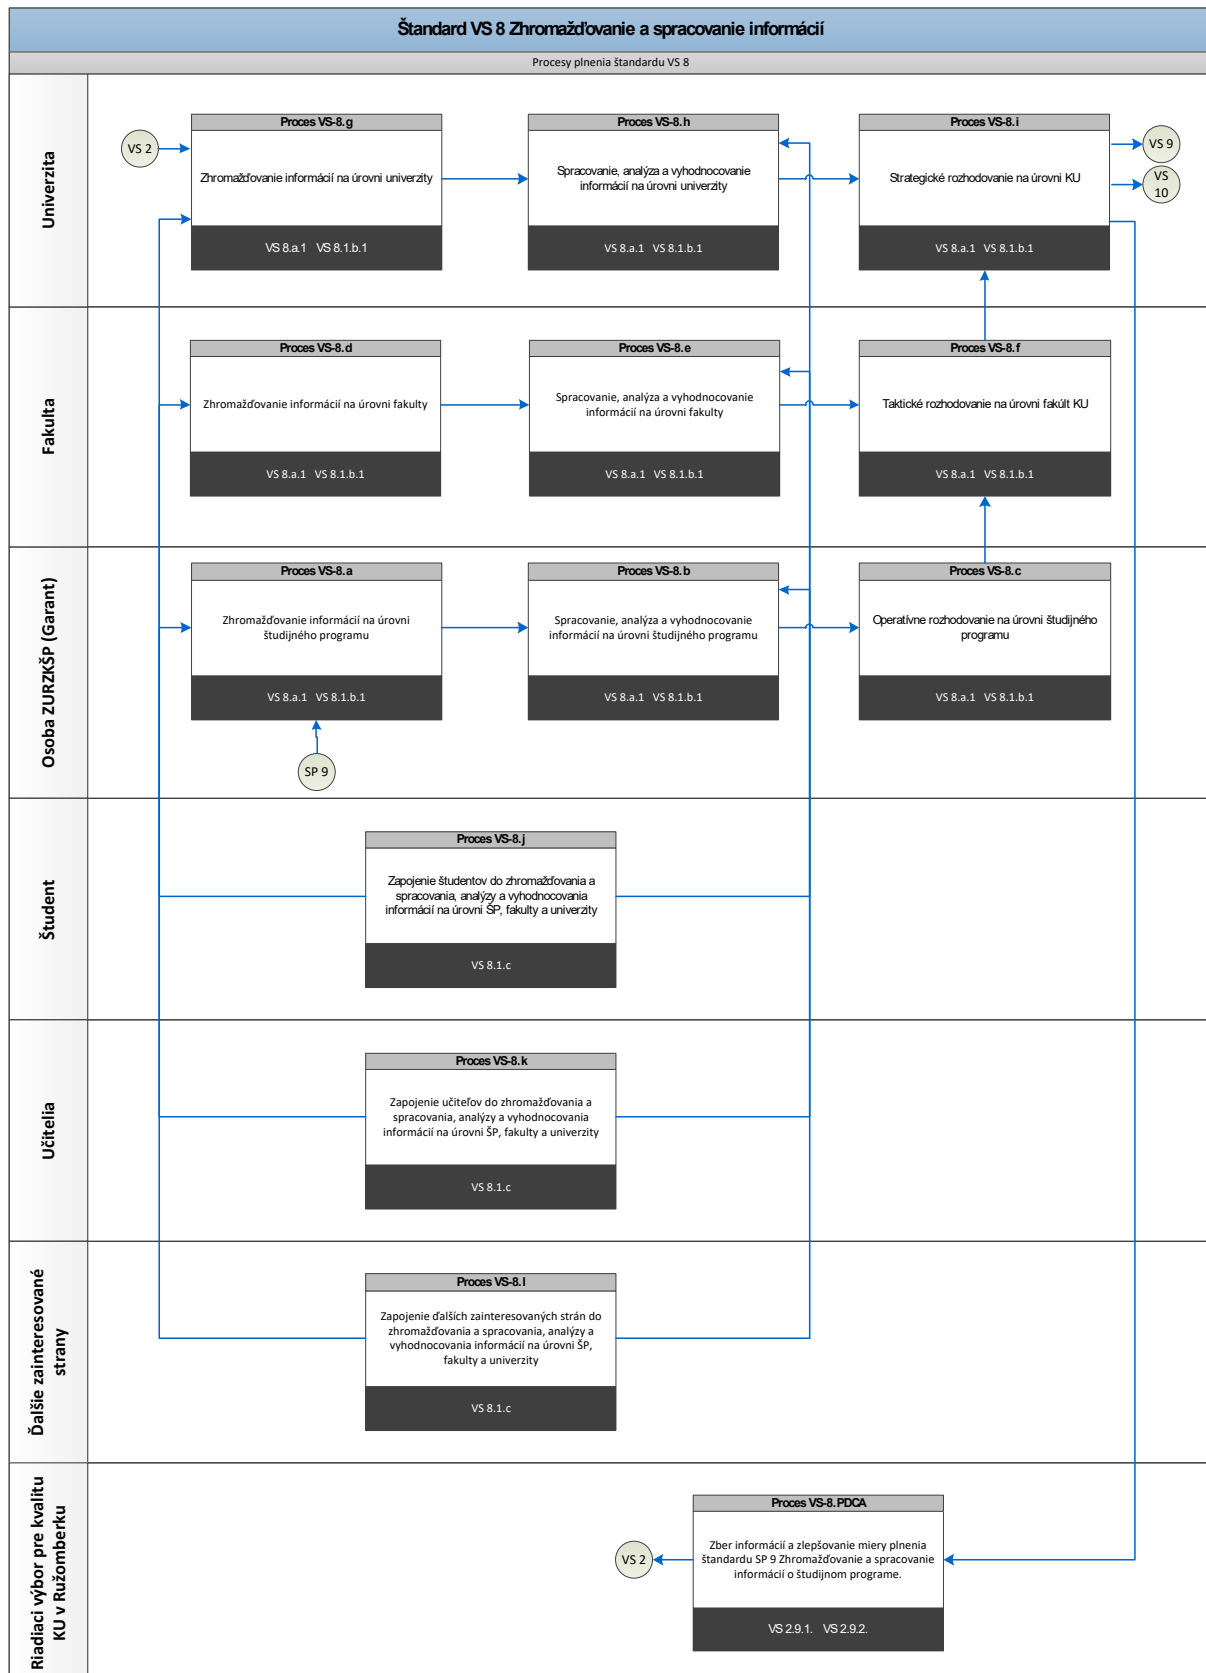 Štandard VS 8 Zhromažďovanie a spracovanie informácií
Procesy plnenia štandardu VS 8
Univerzita
VS 2
Proces VS-8.g
Zhromažďovanie informácií na úrovni univerzity
VS 8.a.1 VS 8.1.b.1
Proces VS-8.h
Spracovanie, analýza a vyhodnocovanie
informácií na úrovni univerzity
VS 8.a.1 VS 8.1.b.1
Proces VS-8.i
Strategické rozhodovanie na úrovni KU
VS 8.a.1 VS 8.1.b.1
VS 9
VS
10
Fakulta
Proces VS-8.d
Zhromažďovanie informácií na úrovni fakulty
VS 8.a.1 VS 8.1.b.1
Proces VS-8.e
Spracovanie, analýza a vyhodnocovanie
informácií na úrovni fakulty
VS 8.a.1 VS 8.1.b.1
Proces VS-8.f
Taktické rozhodovanie na úrovni fakúlt KU
VS 8.a.1 VS 8.1.b.1
Osoba ZURZKŠP (Garant)
Proces VS-8.a
Zhromažďovanie informácií na úrovni
študijného programu
VS 8.a.1 VS 8.1.b.1
SP 9
Proces VS-8.b
Spracovanie, analýza a vyhodnocovanie
informácií na úrovni študijného programu
VS 8.a.1 VS 8.1.b.1
Proces VS-8.c
Operatívne rozhodovanie na úrovni študijného
programu
VS 8.a.1 VS 8.1.b.1
Študent
Proces VS-8.j
Zapojenie študentov do zhromažďovania a
spracovania, analýzy a vyhodnocovania
informácií na úrovni ŠP, fakulty a univerzity
VS 8.1.c
Učitelia
Proces VS-8.k
Zapojenie učiteľov do zhromažďovania a
spracovania, analýzy a vyhodnocovania
informácií na úrovni ŠP, fakulty a univerzity
VS 8.1.c
Ďalšie zainteresované
strany
Proces VS-8.l
Zapojenie ďalších zainteresovaných strán do
zhromažďovania a spracovania, analýzy a
vyhodnocovania informácií na úrovni ŠP,
fakulty a univerzity
VS 8.1.c
Riadiaci výbor pre kvalitu
KU v Ružomberku
VS 2
Proces VS-8.PDCA
Zber informácií a zlepšovanie miery plnenia
štandardu SP 9 Zhromažďovanie a spracovanie
informácií o študijnom programe.
VS 2.9.1. VS 2.9.2.